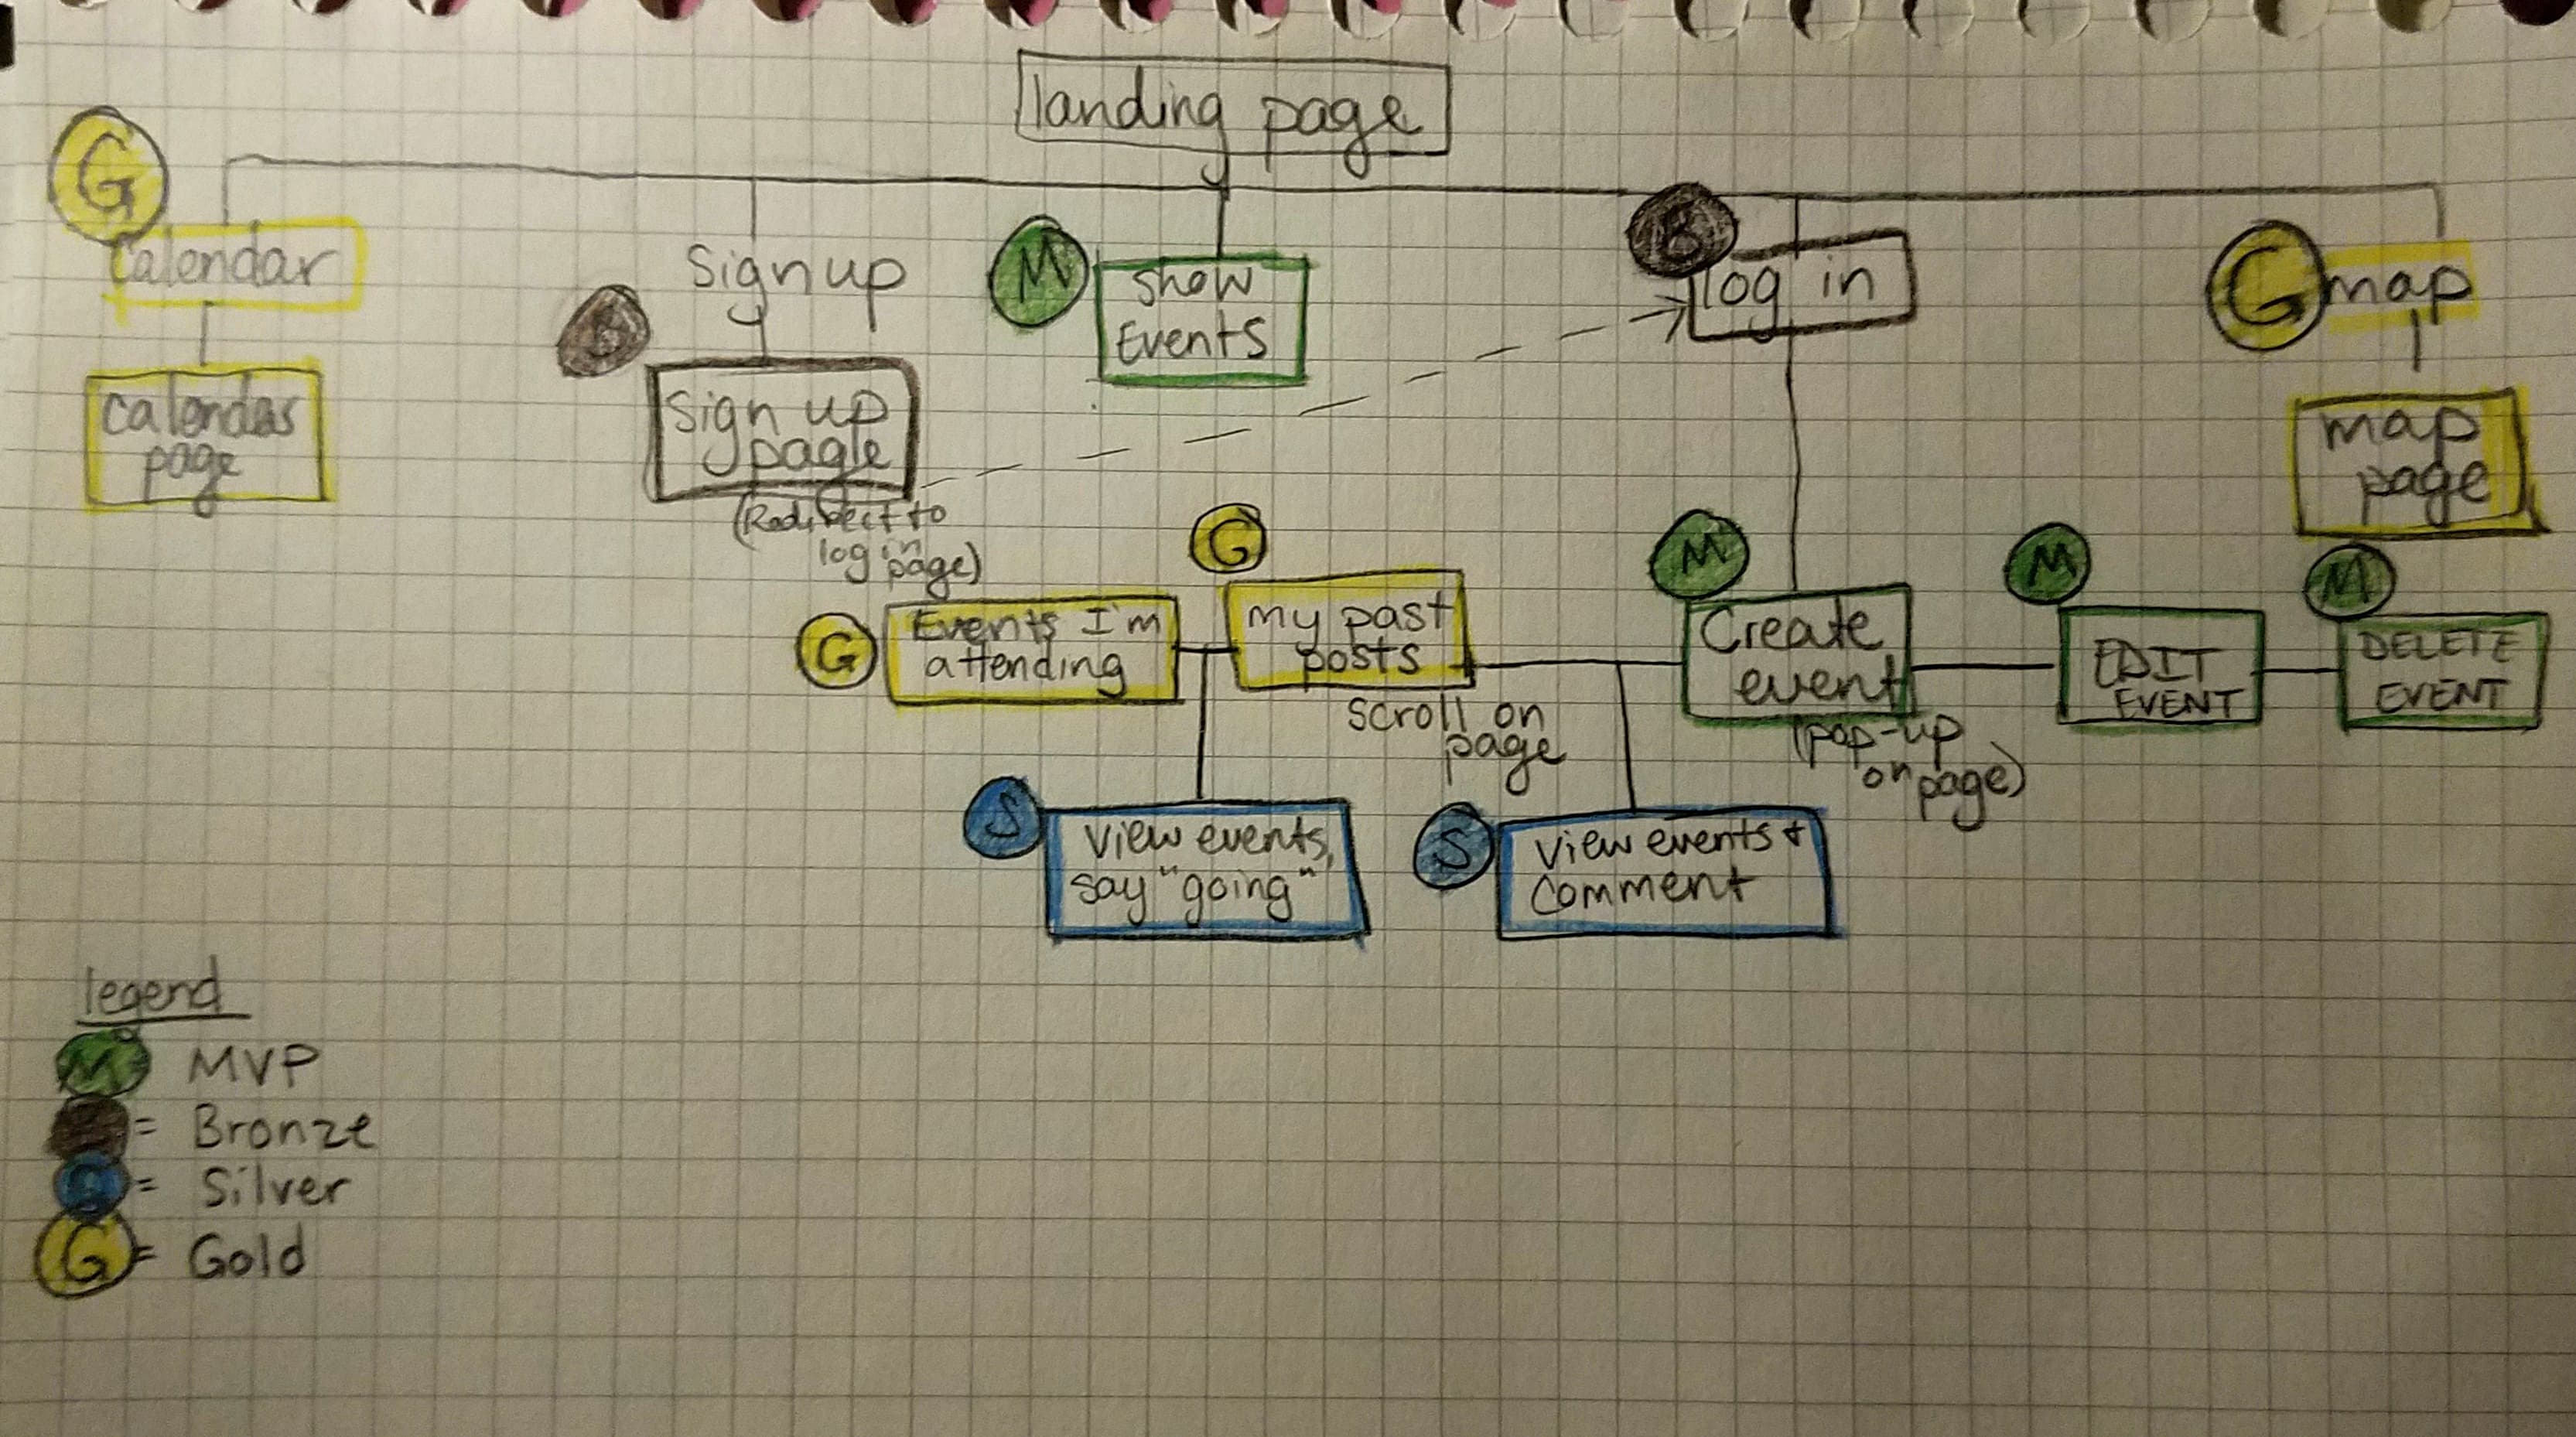 landing page
G
Calendar
Sign up
M
Show
Events
B
log in
G
map
calendar
page
B
Sign up
page
(Redirect to
log in
page)
map
page
G
Events I'm
attending
G
my past
posts
scroll on
page
M
Create
event
(pop-up
on page)
M
EDIT
EVENT
M
DELETE
EVENT
S
View events,
say "going"
S
View events +
Comment
legend
M MVP
= Bronze
S = Silver
G = Gold